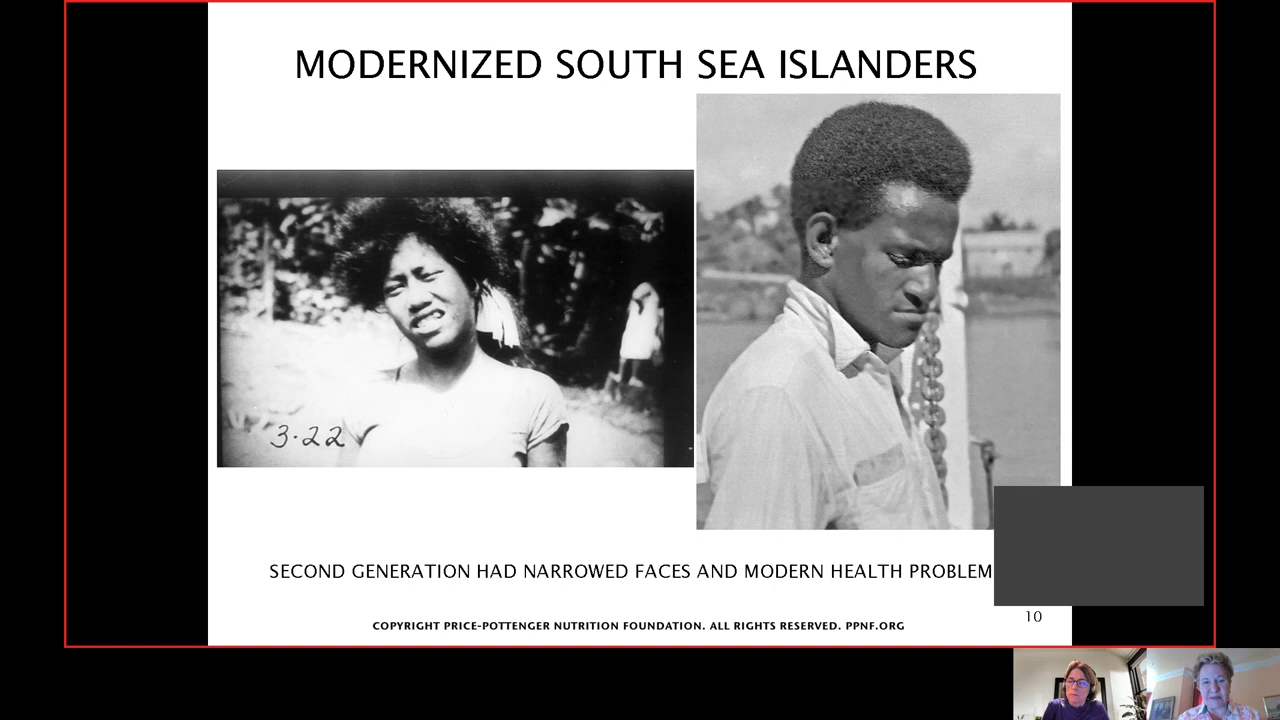 MODERNIZED SOUTH SEA ISLANDERS
3·22
SECOND GENERATION HAD NARROWED FACES AND MODERN HEALTH PROBLEM
COPYRIGHT PRICE-POTTENGER NUTRITION FOUNDATION. ALL RIGHTS RESERVED. PPNF.ORG
10